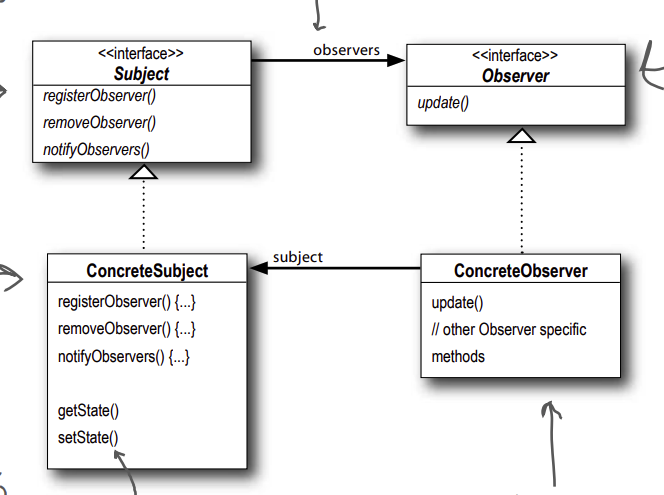 <<interface>>
Subject
registerObserver()
removeObserver()
notifyObservers()
observers
<<interface>>
Observer
update()
ConcreteSubject
registerObserver() {...}
removeObserver() {...}
notifyObservers() {...}
getState()
setState()
subject
ConcreteObserver
update()
// other Observer specific
methods